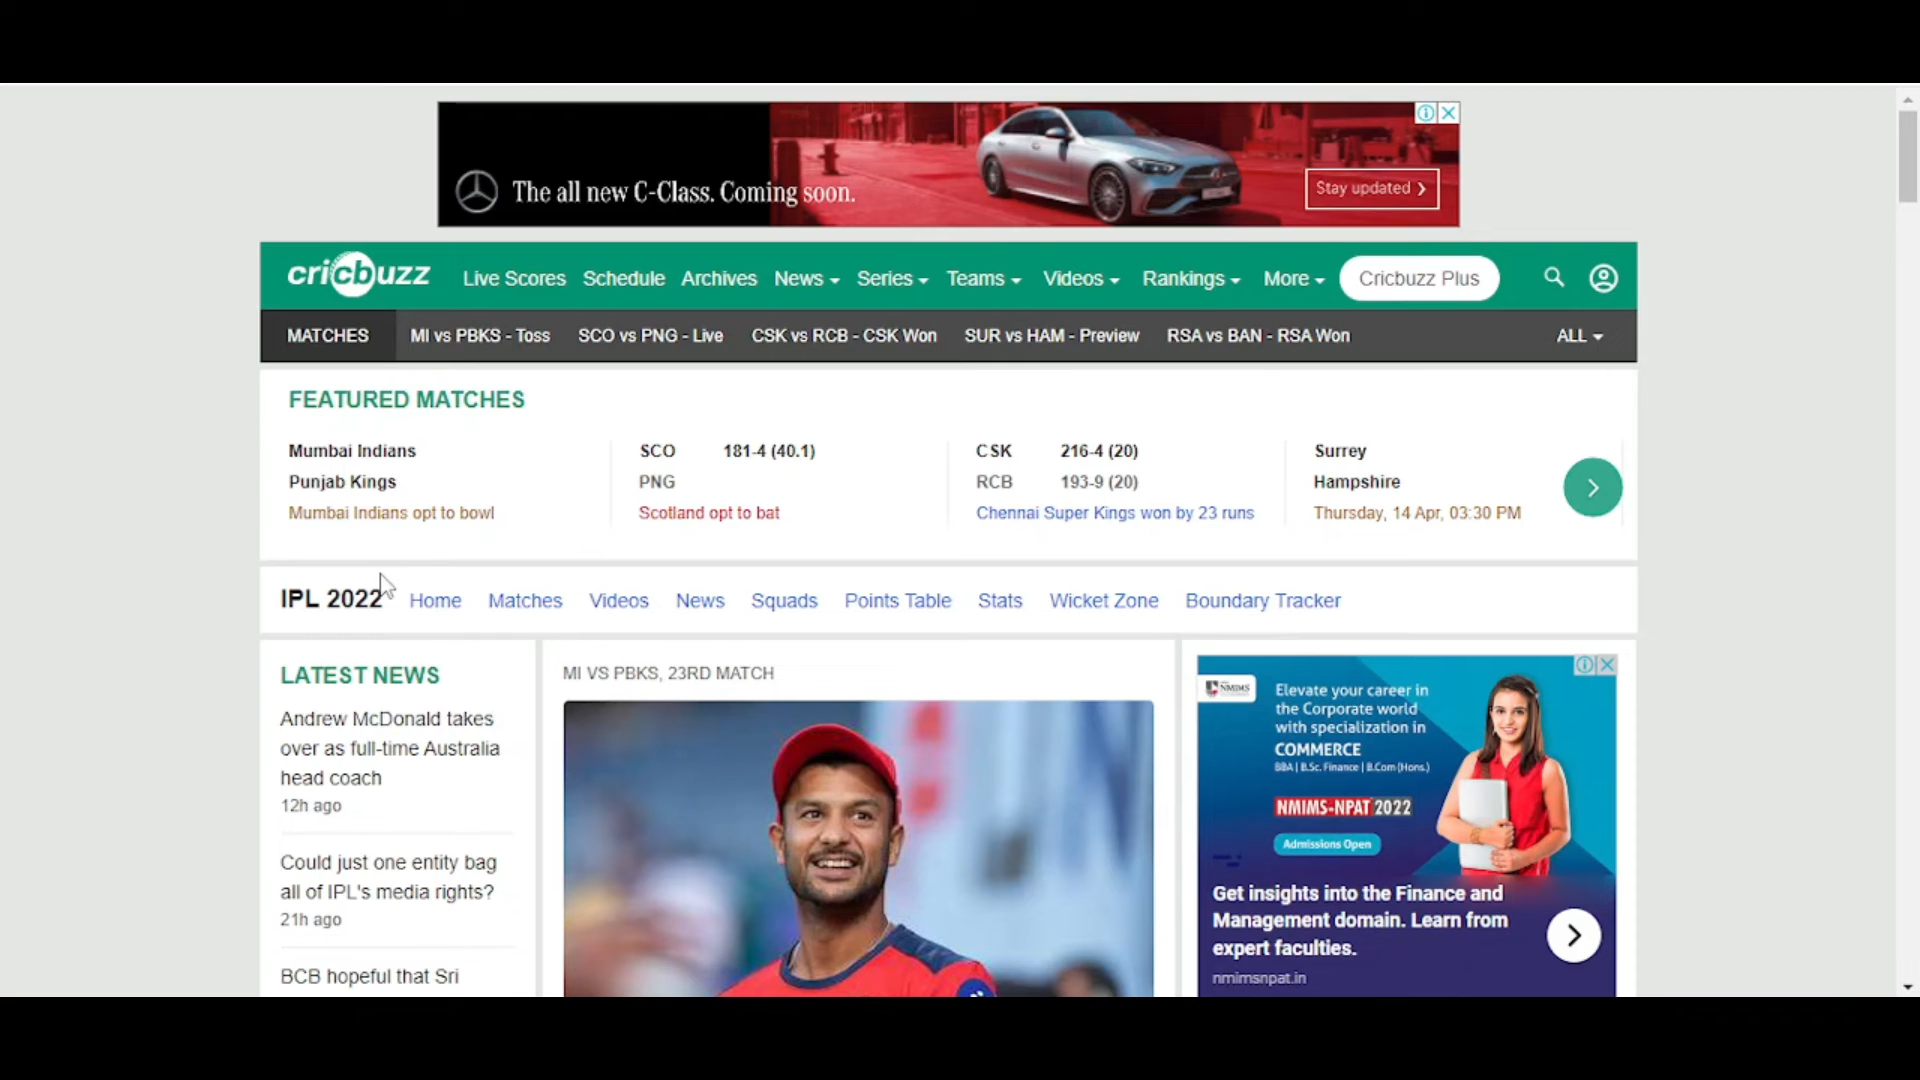 The all new C-Class. Coming soon.
Stay updated ❯
cricbuzz
Live Scores Schedule Archives News Series Teams Videos Rankings More Cricbuzz Plus
MATCHES MI vs PBKS - Toss SCO vs PNG - Live CSK vs RCB - CSK Won SUR vs HAM - Preview RSA vs BAN - RSA Won ALL
FEATURED MATCHES
Mumbai Indians
Punjab Kings
Mumbai Indians opt to bowl
SCO 181-4 (40.1)
PNG
Scotland opt to bat
CSK 216-4 (20)
RCB 193-9 (20)
Chennai Super Kings won by 23 runs
Surrey
Hampshire
Thursday, 14 Apr, 03:30 PM
IPL 2022 Home Matches Videos News Squads Points Table Stats Wicket Zone Boundary Tracker
LATEST NEWS
Andrew McDonald takes
over as full-time Australia
head coach
12h ago
Could just one entity bag
all of IPL's media rights?
21h ago
BCB hopeful that Sri
MI VS PBKS, 23RD MATCH
NMIMS
Elevate your career in
the Corporate world
with specialization in
COMMERCE
BBA | B.Sc. Finance | B.Com (Hons.)
NMIMS-NPAT 2022
Admissions Open
Get insights into the Finance and
Management domain. Learn from
expert faculties.
nmimsnpat.in